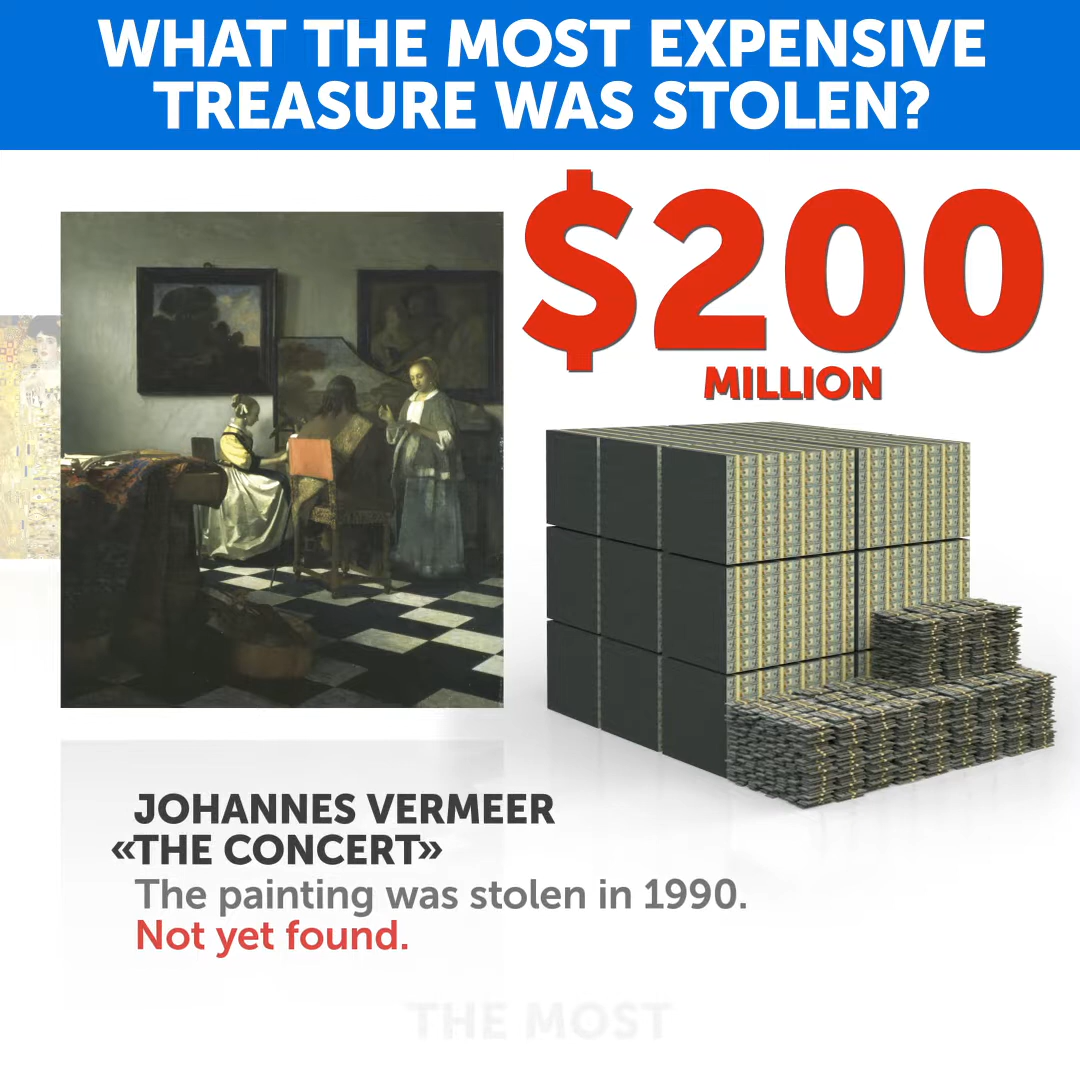 WHAT THE MOST EXPENSIVE
TREASURE WAS STOLEN?
$200
MILLION
JOHANNES VERMEER
«THE CONCERT»
The painting was stolen in 1990.
Not yet found.
THE MOST